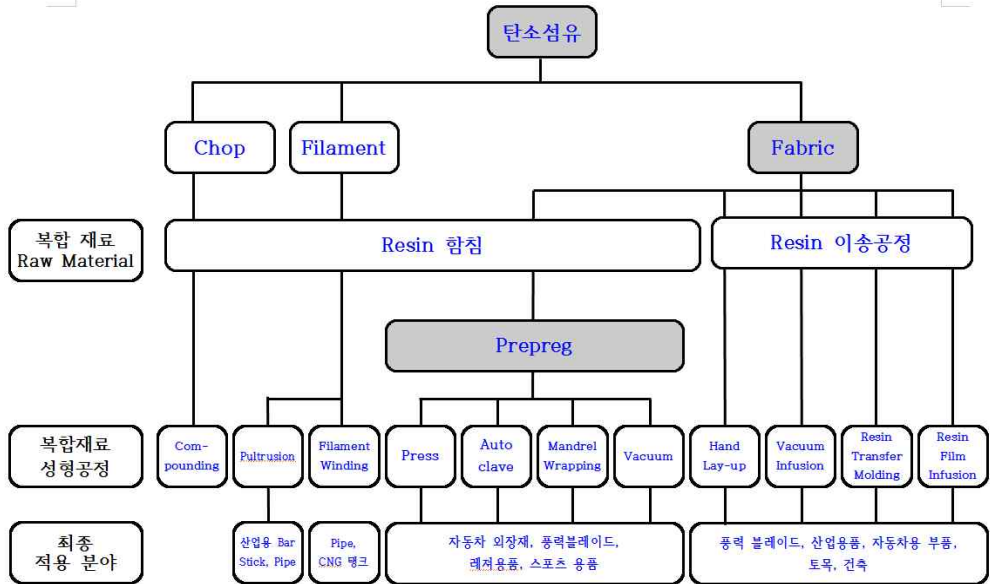 탄소섬유
Chop
Filament
Fabric
복합 재료
Raw Material
Resin 함침
Resin 이송공정
Prepreg
복합재료
성형공정
Com-
pounding
Pultrusion
Filament
Winding
Press
Auto
clave
Mandrel
Wrapping
Vacuum
Hand
Lay-up
Vacuum
Infusion
Resin
Transfer
Molding
Resin
Film
Infusion
최종
적용 분야
산업용 Bar
Stick, Pipe
Pipe,
CNG 탱크
자동차 외장재, 풍력블레이드,
레져용품, 스포츠 용품
풍력 블레이드, 산업용품, 자동차용 부품,
토목, 건축